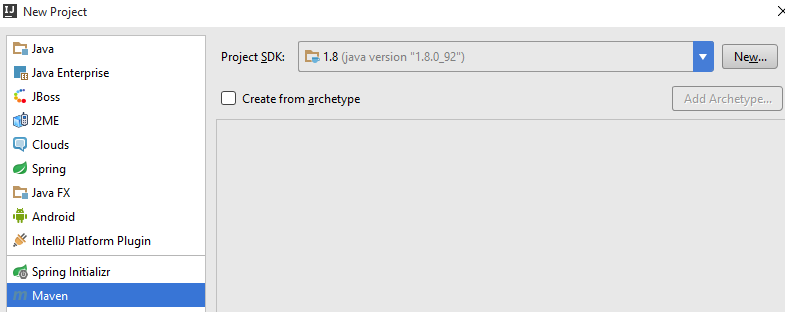 New Project
Java
Java Enterprise
JBoss
J2ME
Clouds
Spring
Java FX
Android
IntelliJ Platform Plugin
Spring Initializr
Maven
Project SDK: 1.8 (java version "1.8.0_92") New...
Create from archetype Add Archetype...